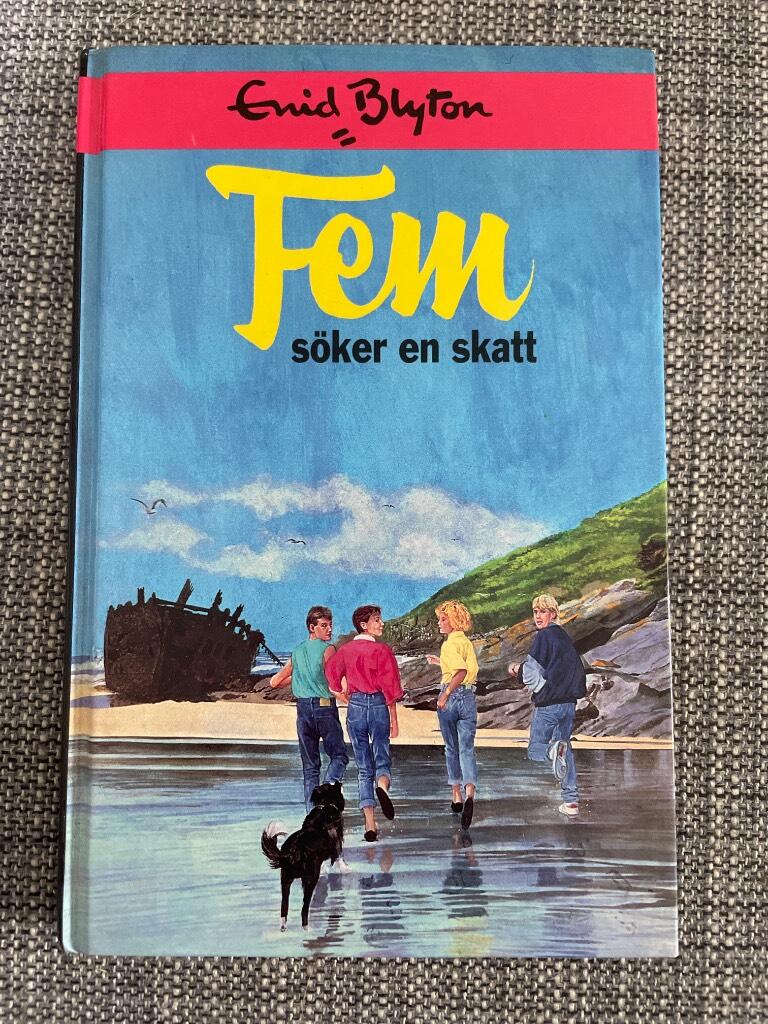 Enid Blyton
Fem
söker en skatt